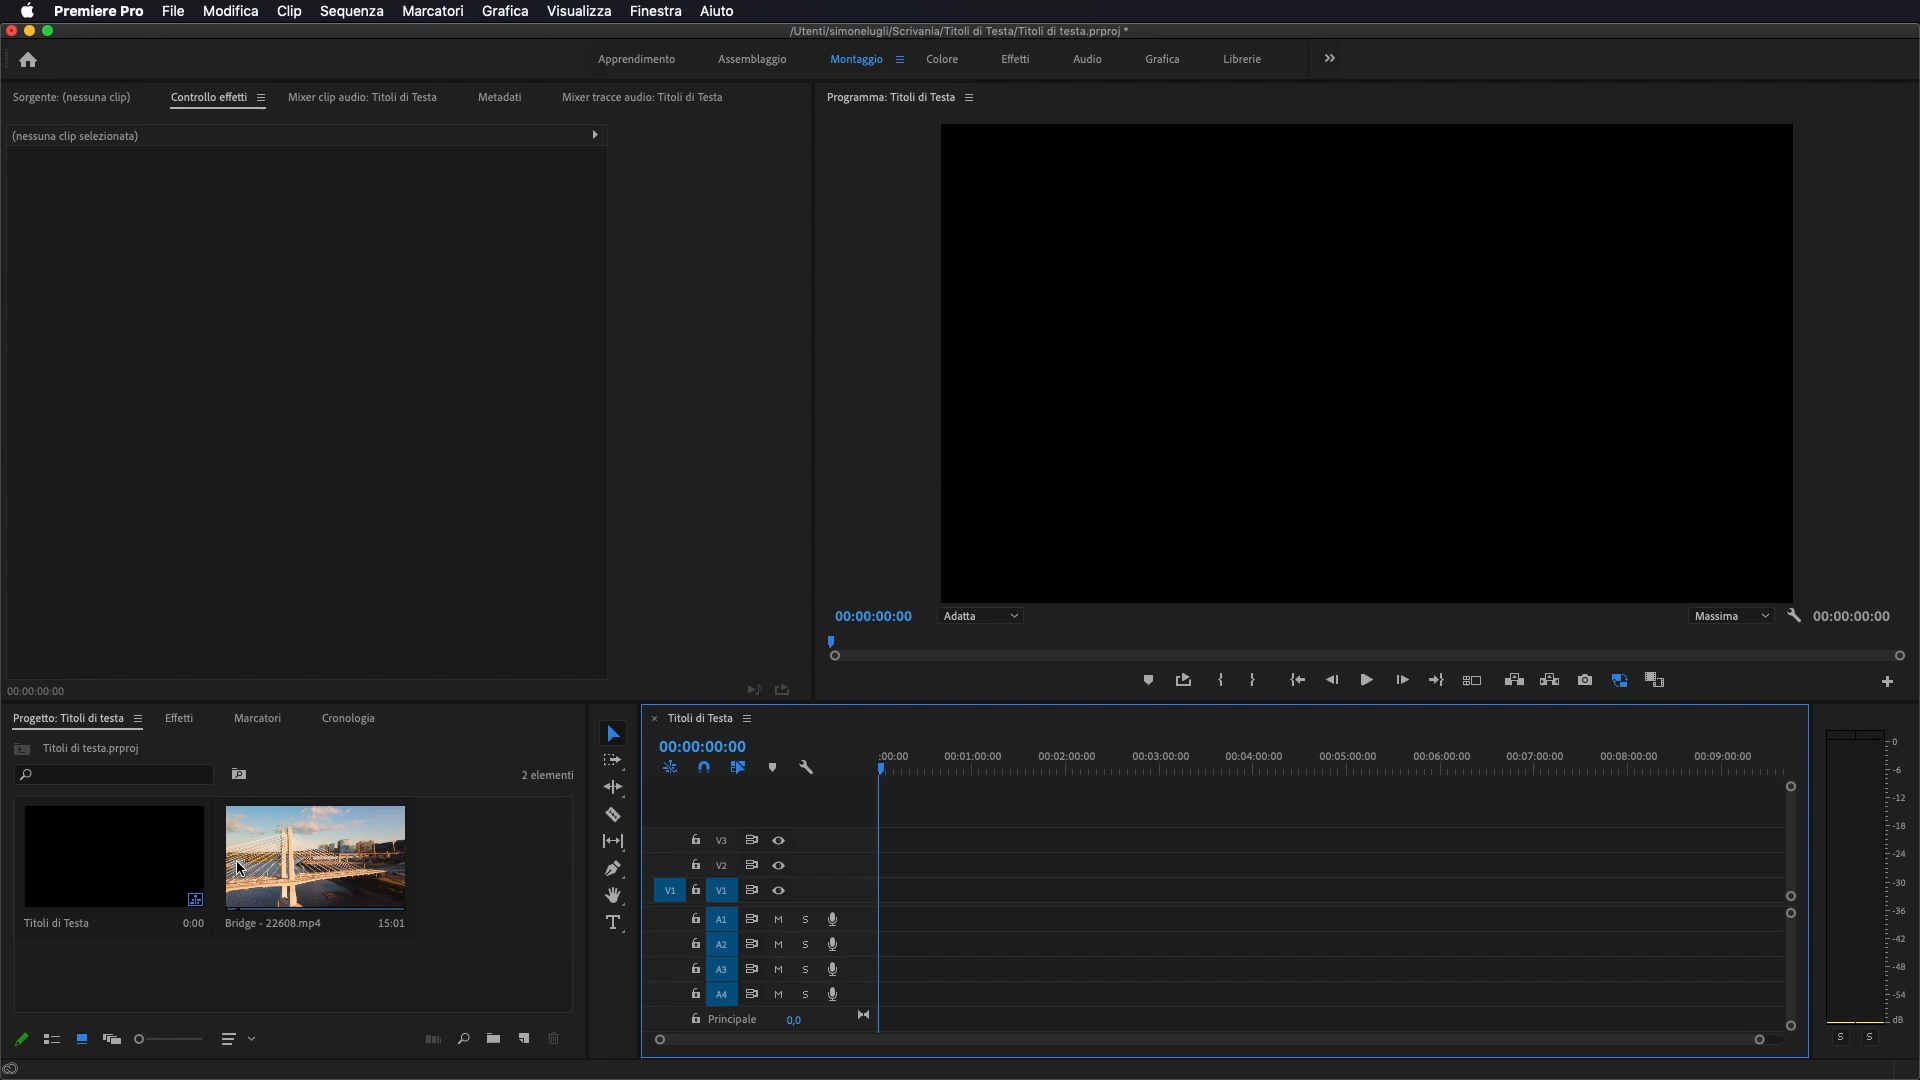 Premiere Pro File Modifica Clip Sequenza Marcatori Grafica Visualizza Finestra Aiuto
/Utenti/simonelugli/Scrivania/Titoli di Testa/Titoli di testa.prproj *
Apprendimento Assemblaggio Montaggio Colore Effetti Audio Grafica Librerie
Sorgente: (nessuna clip) Controllo effetti Mixer clip audio: Titoli di Testa Metadati Mixer tracce audio: Titoli di Testa
Programma: Titoli di Testa
(nessuna clip selezionata)
00:00:00:00 Adatta Massima 00:00:00:00
00:00:00:00
Progetto: Titoli di testa Effetti Marcatori Cronologia
Titoli di testa.prproj
2 elementi
Titoli di Testa 0:00
Bridge - 22608.mp4 15:01
Titoli di Testa
00:00:00:00
:00:00 00:01:00:00 00:02:00:00 00:03:00:00 00:04:00:00 00:05:00:00 00:06:00:00 00:07:00:00 00:08:00:00 00:09:00:00
V3
V2
V1 V1
A1 M S
A2 M S
A3 M S
A4 M S
Principale 0,0
0
-6
-12
-18
-24
-30
-36
-42
-48
-54
dB
S S